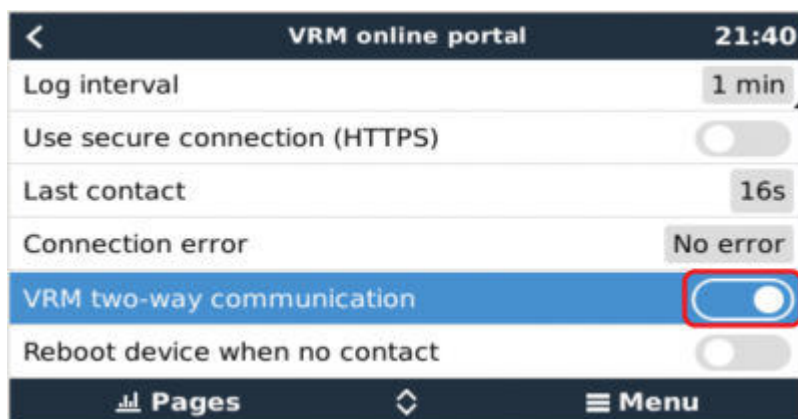 VRM online portal 21:40
Log interval 1 min
Use secure connection (HTTPS)
Last contact 16s
Connection error No error
VRM two-way communication
Reboot device when no contact
Pages Menu